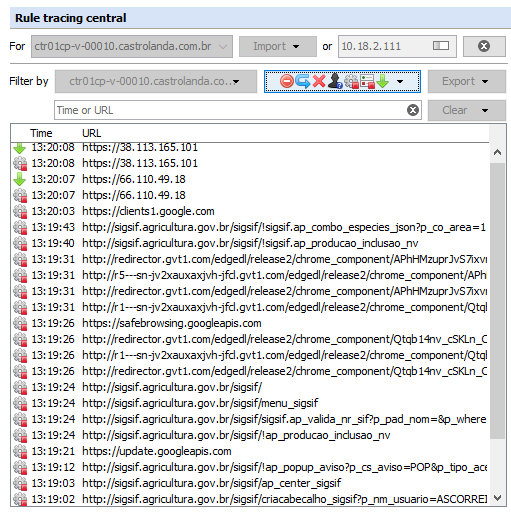 Rule tracing central
For ctr01cp-v-00010.castrolanda.com.br Import or 10.18.2.111
Filter by ctr01cp-v-00010.castrolanda.co... Export
Time or URL Clear
Time URL
13:20:08 https://38.113.165.101
13:20:08 https://38.113.165.101
13:20:07 https://66.110.49.18
13:20:07 https://66.110.49.18
13:20:03 https://clients1.google.com
13:19:43 http://sigsif.agricultura.gov.br/sigsif/!sigsif.ap_combo_especies_json?p_co_area=1
13:19:40 http://sigsif.agricultura.gov.br/sigsif/!ap_producao_inclusao_nv
13:19:31 http://redirector.gvt1.com/edgedl/release2/chrome_component/APhHMzuprJvS7ixvr
13:19:31 http://r5---sn-jv2xauxaxjvh-jfcl.gvt1.com/edgedl/release2/chrome_component/APhl
13:19:31 http://redirector.gvt1.com/edgedl/release2/chrome_component/APhHMzuprJvS7ixvr
13:19:31 http://r1---sn-jv2xauxaxjvh-jfcl.gvt1.com/edgedl/release2/chrome_component/Qtql
13:19:26 https://safebrowsing.googleapis.com
13:19:26 http://redirector.gvt1.com/edgedl/release2/chrome_component/Qtqb14nv_cSKLn_C
13:19:26 http://r1---sn-jv2xauxaxjvh-jfcl.gvt1.com/edgedl/release2/chrome_component/Qtql
13:19:26 http://redirector.gvt1.com/edgedl/release2/chrome_component/Qtqb14nv_cSKLn_C
13:19:24 http://sigsif.agricultura.gov.br/sigsif/
13:19:24 http://sigsif.agricultura.gov.br/sigsif/menu_sigsif
13:19:24 http://sigsif.agricultura.gov.br/sigsif/sigsif.ap_valida_nr_sif?p_pad_nom=&p_where
13:19:24 http://sigsif.agricultura.gov.br/sigsif/!ap_producao_inclusao_nv
13:19:21 https://update.googleapis.com
13:19:12 http://sigsif.agricultura.gov.br/sigsif/!ap_popup_aviso?p_cs_aviso=POP&p_tipo_ace
13:19:03 http://sigsif.agricultura.gov.br/sigsif/ap_center_sigsif
13:19:02 http://sigsif.agricultura.gov.br/sigsif/criacabecalho_sigsif?p_nm_usuario=ASCORREI